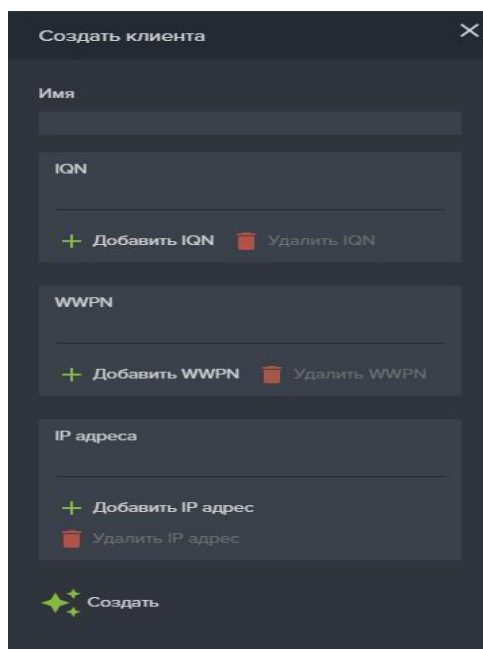 Создать клиента
Имя
IQN
Добавить IQN Удалить IQN
WWPN
Добавить WWPN Удалить WWPN
IP адреса
Добавить IP адрес
Удалить IP адрес
Создать